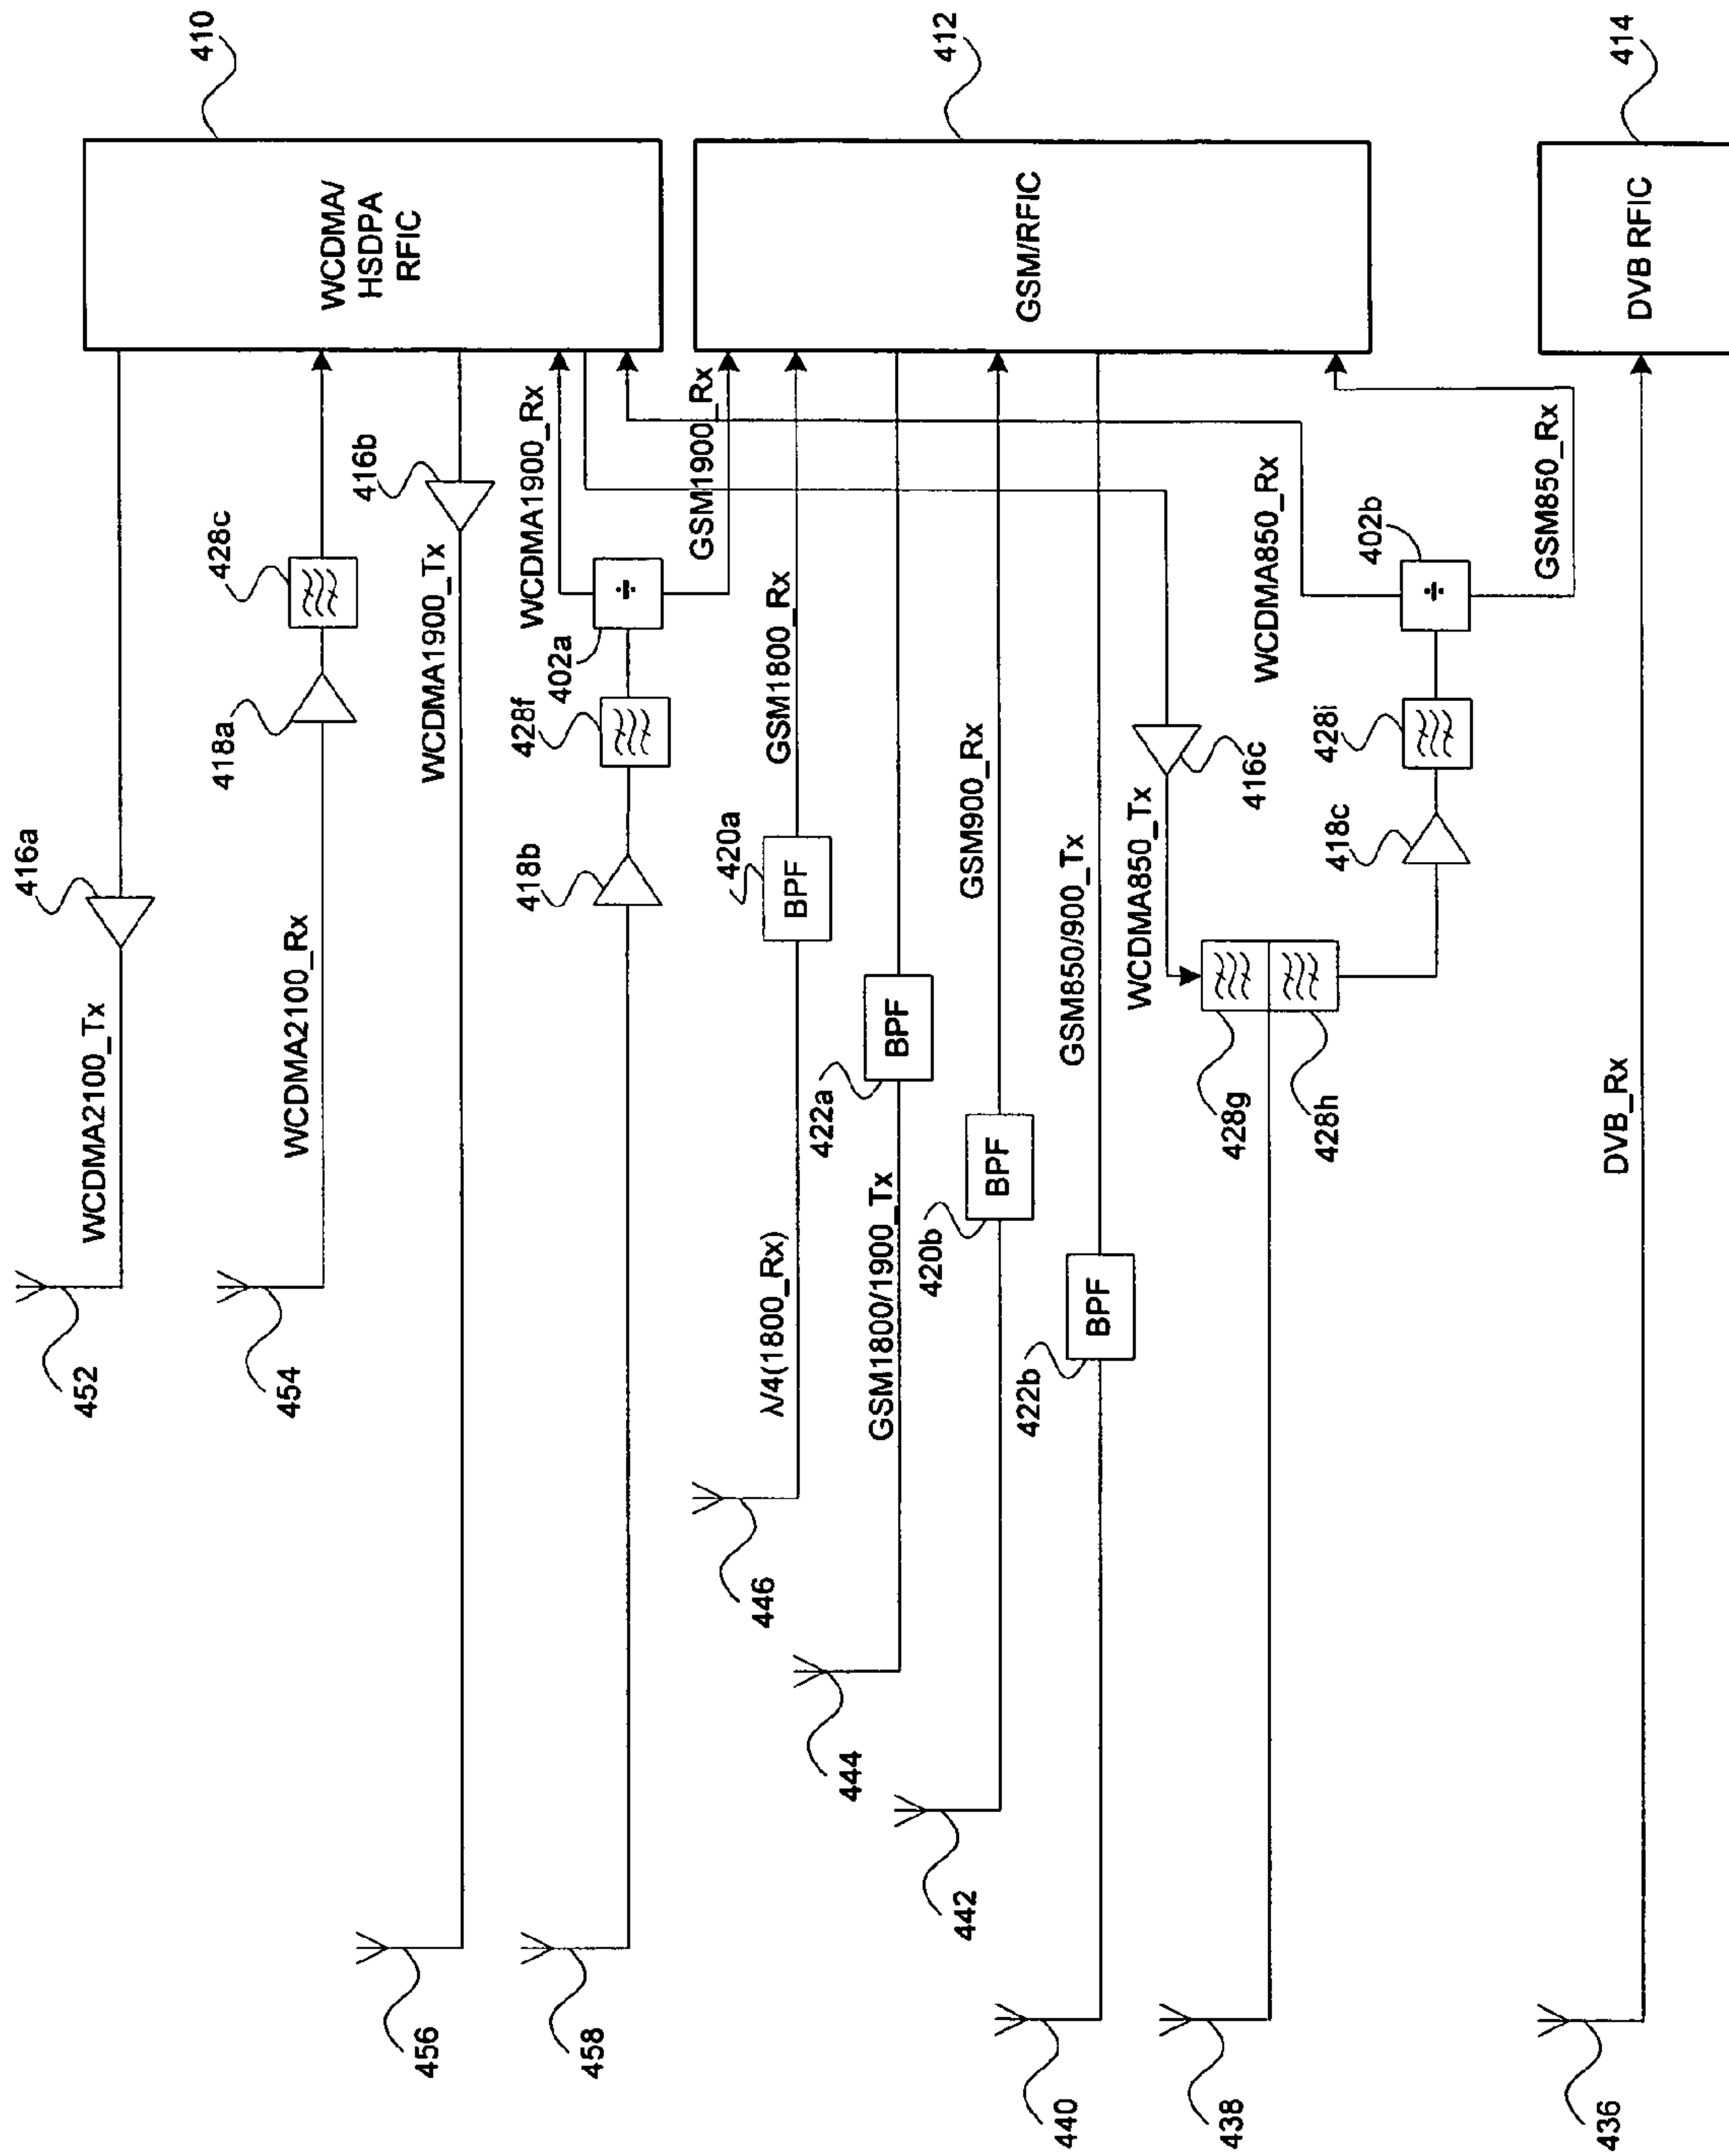 410
WCDMA/
HSDPA
RFIC
412
GSM/RFIC
414
DVB RFIC
416a
WCDMA2100_Tx
452
428c
418a
WCDMA2100_Rx
454
416b
WCDMA1900_Tx
456
WCDMA1900_Rx
402a
÷
GSM1900_Rx
428f
418b
458
GSM1800_Rx
420a
BPF
λ/4(1800_Rx)
446
422a
BPF
GSM1800/1900_Tx
444
GSM900_Rx
420b
BPF
442
GSM850/900_Tx
422b
BPF
440
416c
WCDMA850_Tx
428g
428h
438
WCDMA850_Rx
402b
÷
GSM850_Rx
428i
418c
DVB_Rx
436